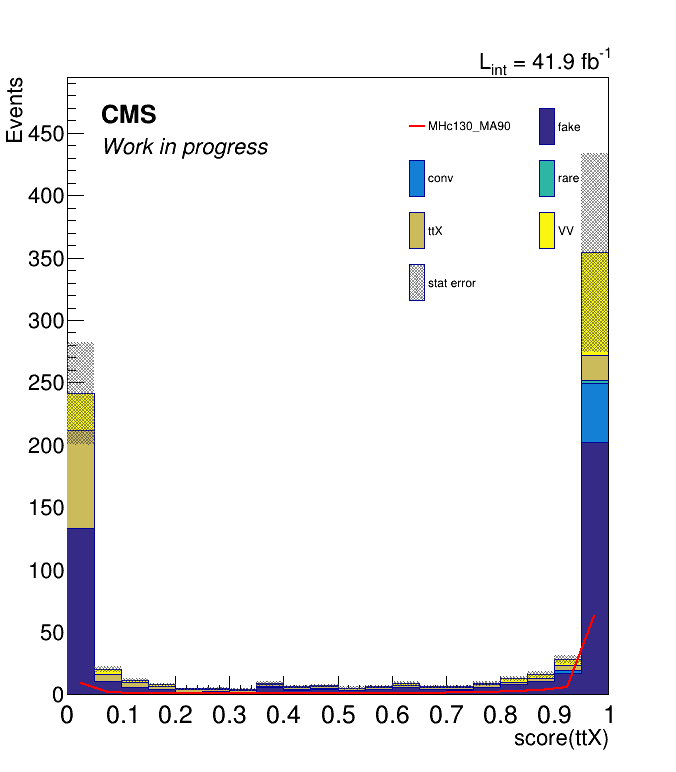 L_int = 41.9 fb^-1
Events
CMS
Work in progress
MHc130_MA90
fake
conv
rare
ttX
VV
stat error
450
400
350
300
250
200
150
100
50
0
0 0.1 0.2 0.3 0.4 0.5 0.6 0.7 0.8 0.9 1
score(ttX)